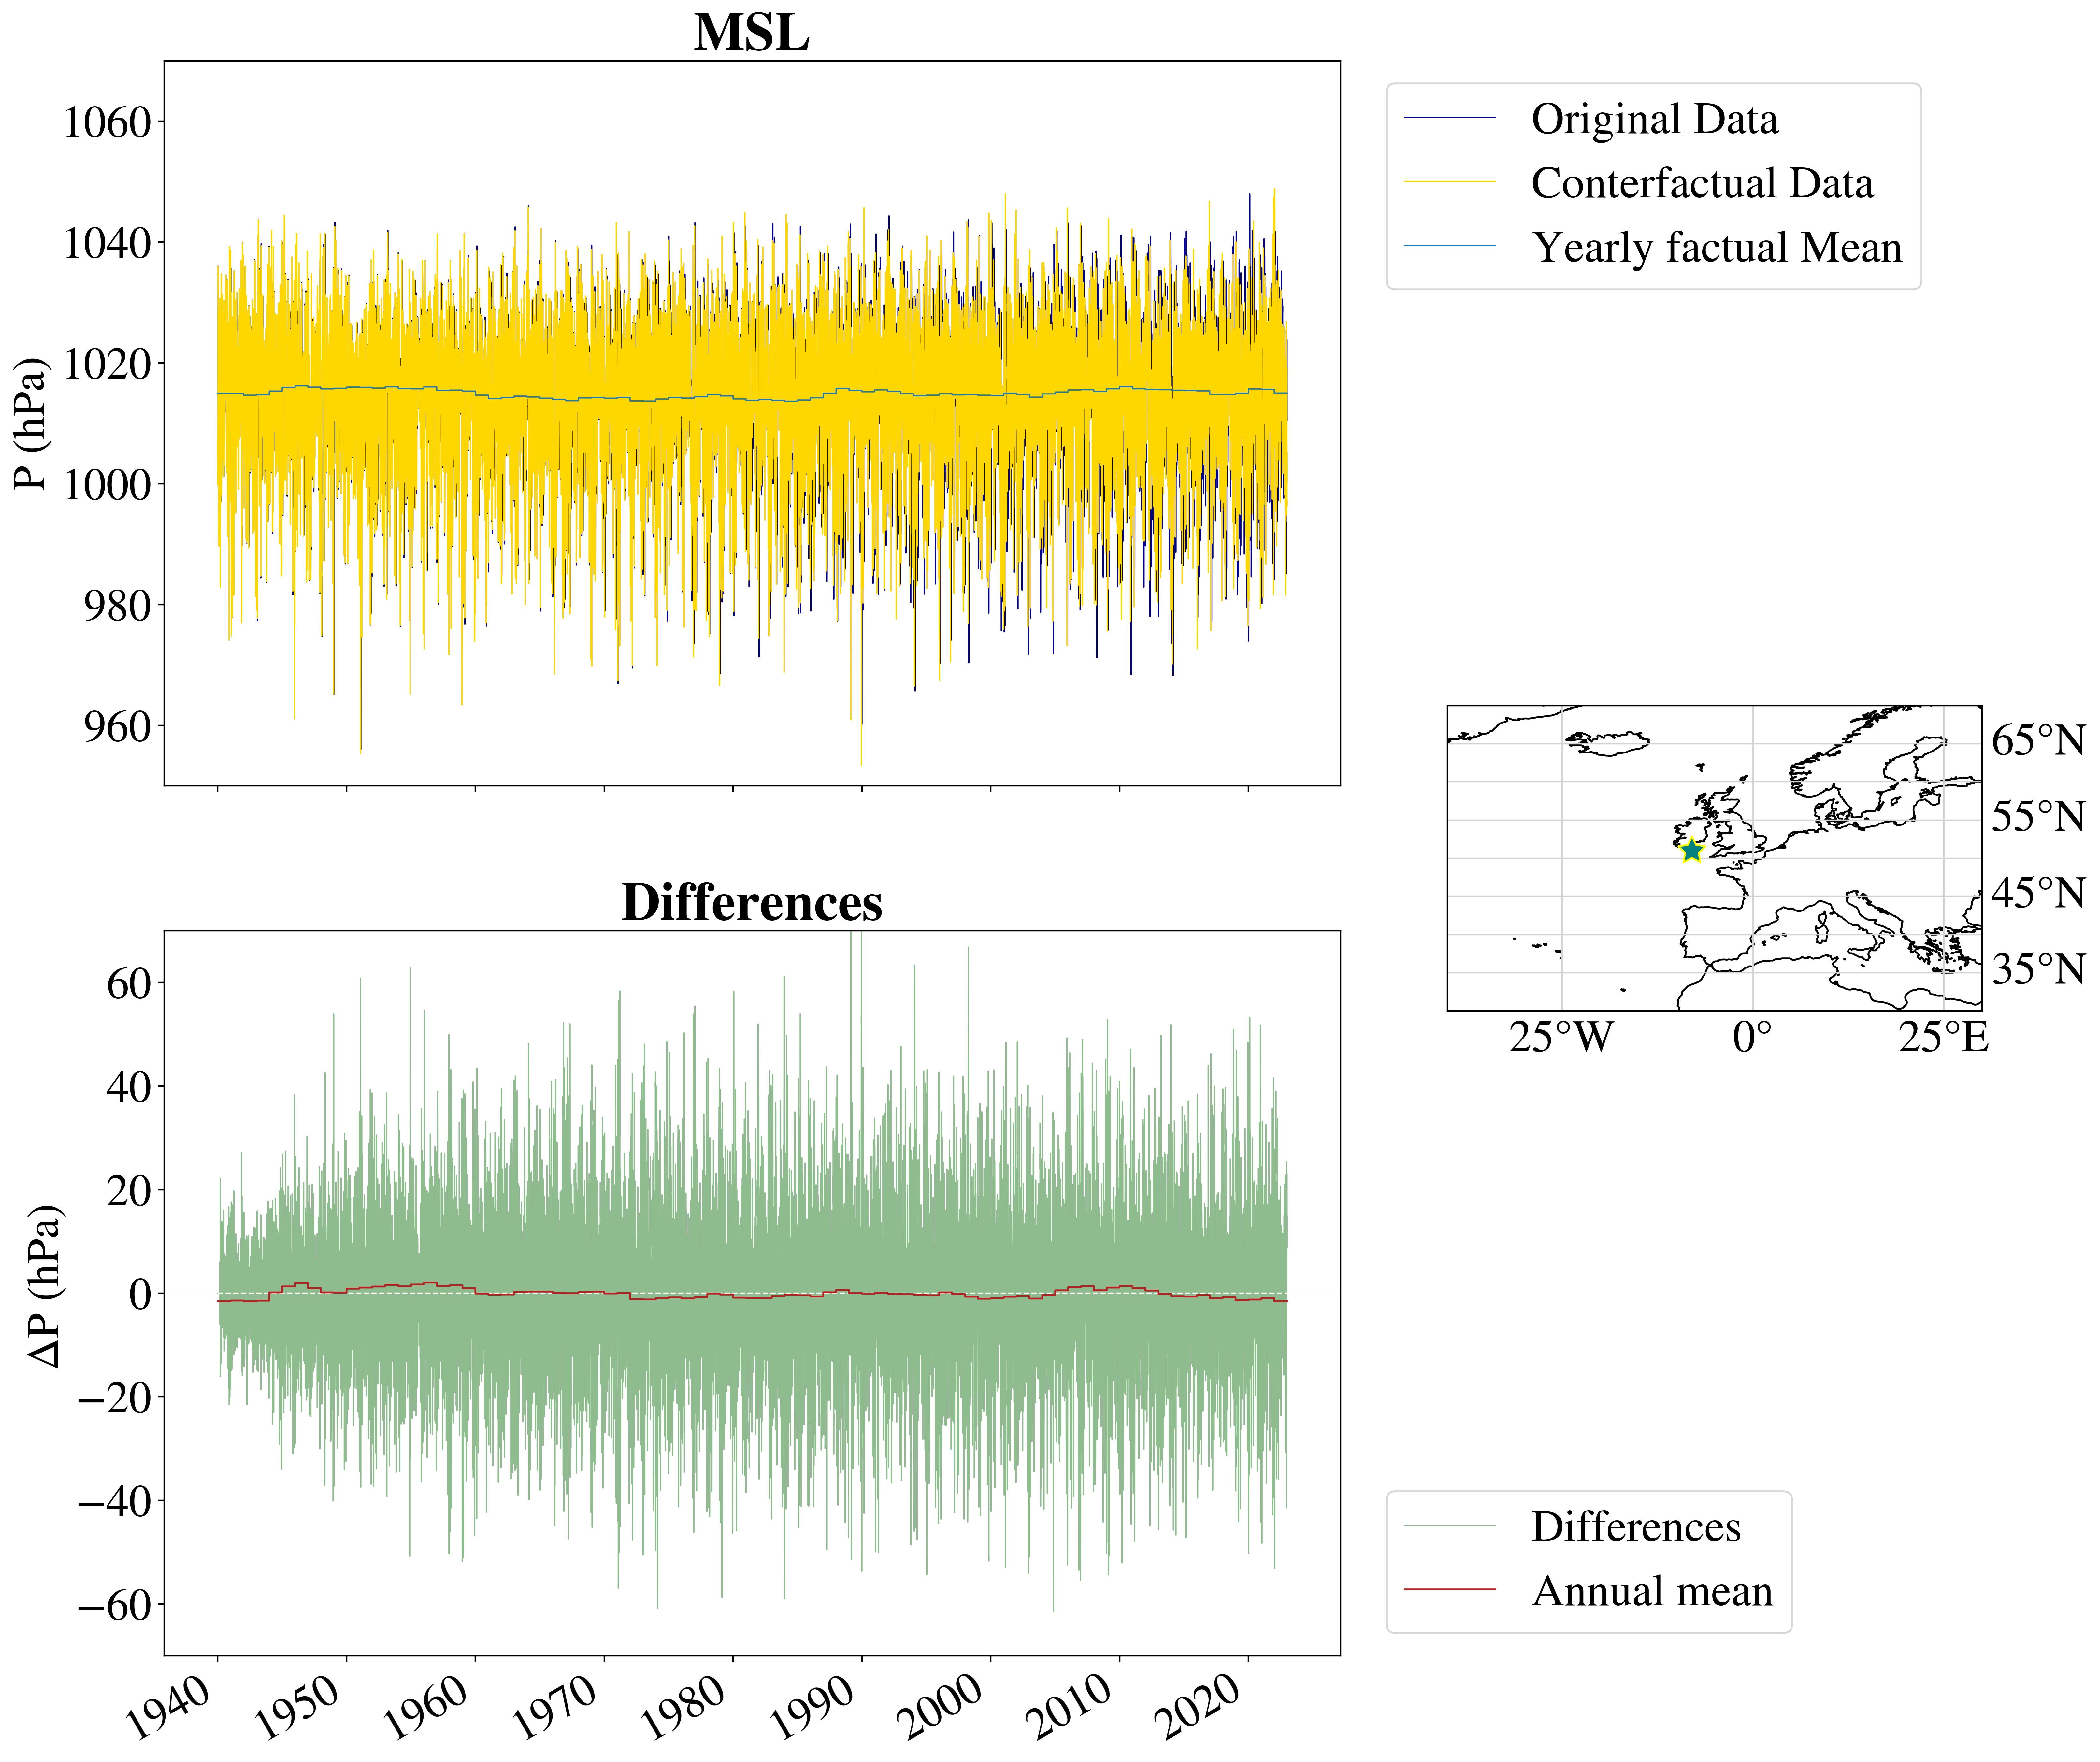 MSL
1060
1040
1020
1000
980
960
P (hPa)
Original Data
Conterfactual Data
Yearly factual Mean
65°N
55°N
45°N
35°N
25°W 0° 25°E
Differences
60
40
20
0
−20
−40
−60
ΔP (hPa)
1940 1950 1960 1970 1980 1990 2000 2010 2020
Differences
Annual mean